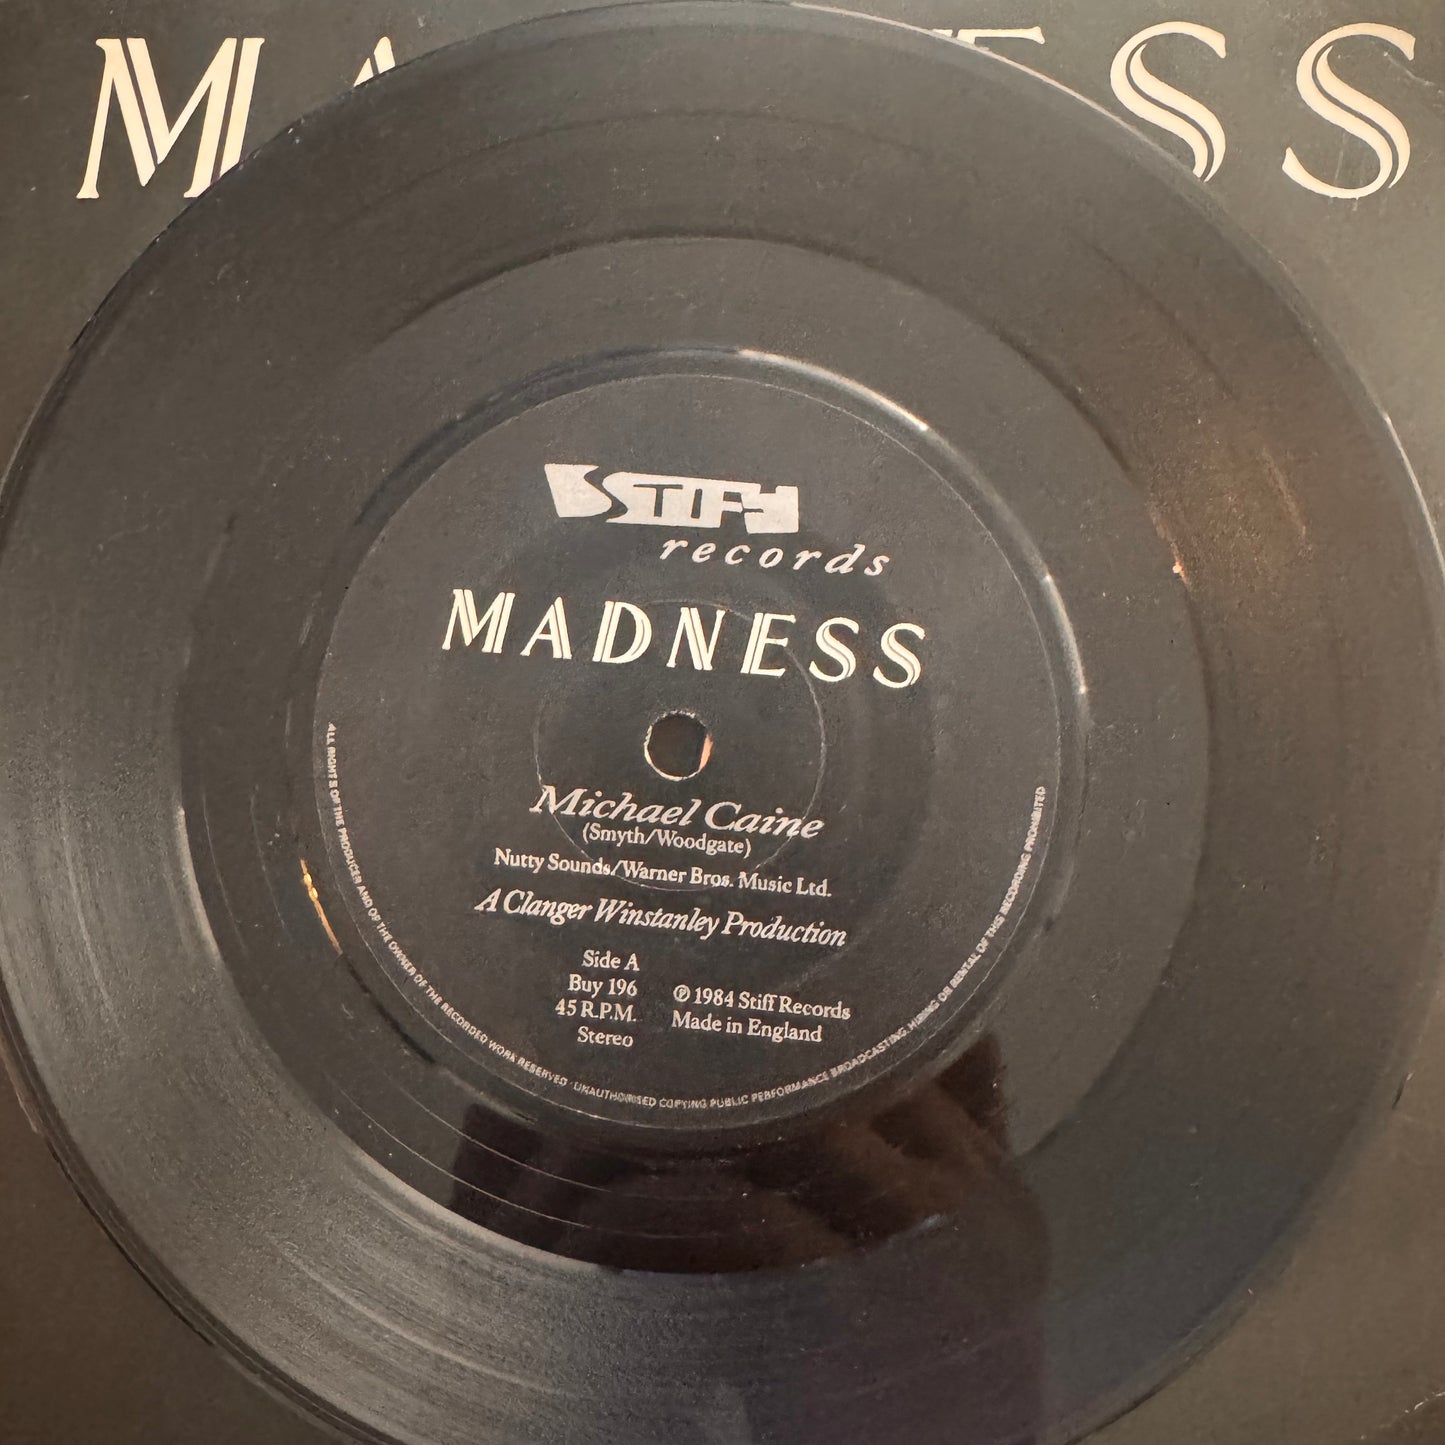 MA ESS
STIFF
records
MADNESS
Michael Caine
(Smyth/Woodgate)
Nutty Sounds/Warner Bros. Music Ltd.
A Clanger Winstanley Production
Side A
Buy 196
45 R.P.M.
Stereo
℗ 1984 Stiff Records
Made in England
ALL RIGHTS OF THE PRODUCER AND OF THE OWNER OF THE RECORDED WORK RESERVED · UNAUTHORISED COPYING PUBLIC PERFORMANCE BROADCASTING, HIRING OR RENTAL OF THIS RECORDING PROHIBITED